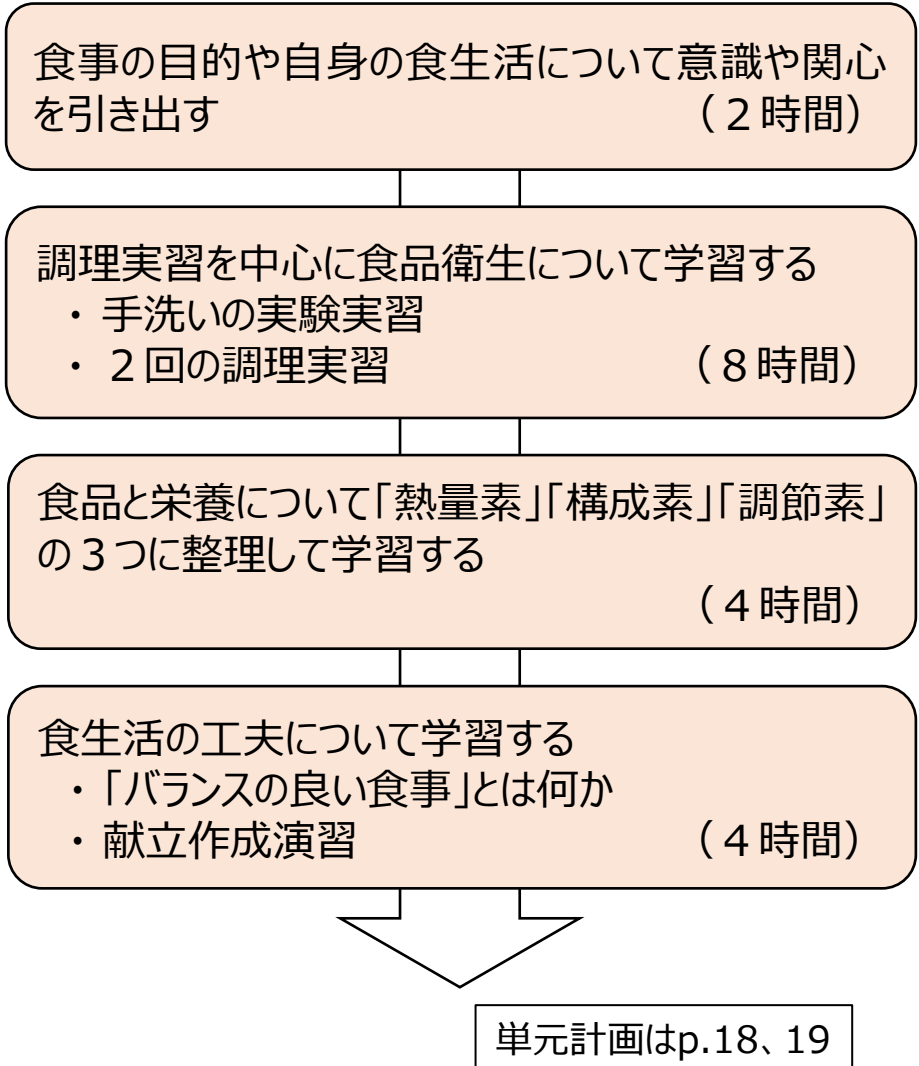 食事の目的や自身の食生活について意識や関心
を引き出す （２時間）
調理実習を中心に食品衛生について学習する
・ 手洗いの実験実習
・ ２回の調理実習 （８時間）
食品と栄養について「熱量素」「構成素」「調節素」
の３つに整理して学習する
（４時間）
食生活の工夫について学習する
・「バランスの良い食事」とは何か
・ 献立作成演習 （４時間）
単元計画はp.18、19